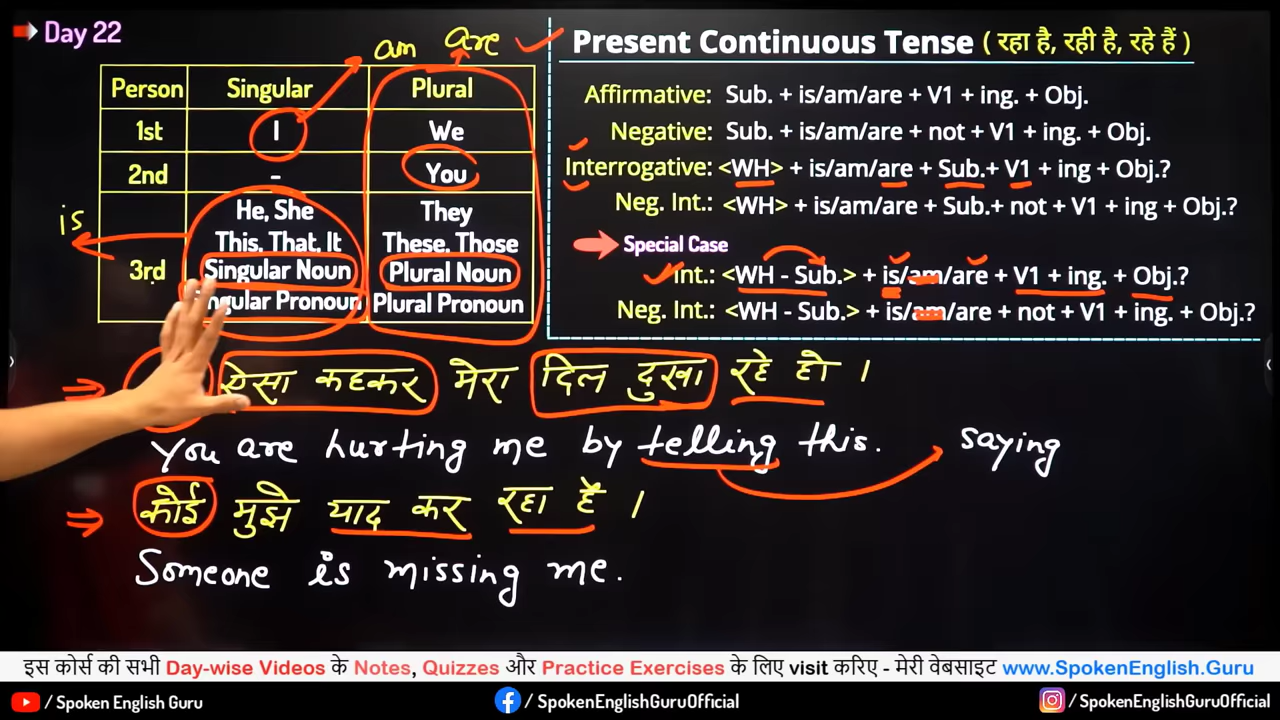 Day 22
am are
Person Singular Plural
1st I We
2nd - You
3rd
He, She They
This, That, It These, Those
Singular Noun Plural Noun
Pronoun Plural Pronoun
is
Present Continuous Tense ( रहा है, रही है, रहे हैं )
Affirmative: Sub. + is/am/are + V1 + ing. + Obj.
Negative: Sub. + is/am/are + not + V1 + ing. + Obj.
Interrogative: <WH> + is/am/are + Sub.+ V1 + ing + Obj.?
Neg. Int.: <WH> + is/am/are + Sub.+ not + V1 + ing + Obj.?
Special Case
Int.: <WH - Sub.> + is/am/are + V1 + ing. + Obj.?
Neg. Int.: <WH - Sub.> + is/am/are + not + V1 + ing. + Obj.?
ऐसा कहकर मेरा दिल दुखा रहे हो ।
You are hurting me by telling this. saying
कोई मुझे याद कर रहा है ।
Someone is missing me.
इस कोर्स की सभी Day-wise Videos के Notes, Quizzes और Practice Exercises के लिए visit करिए - मेरी वेबसाइट www.SpokenEnglish.Guru
/ Spoken English Guru / SpokenEnglishGuruOfficial / SpokenEnglishGuruOfficial